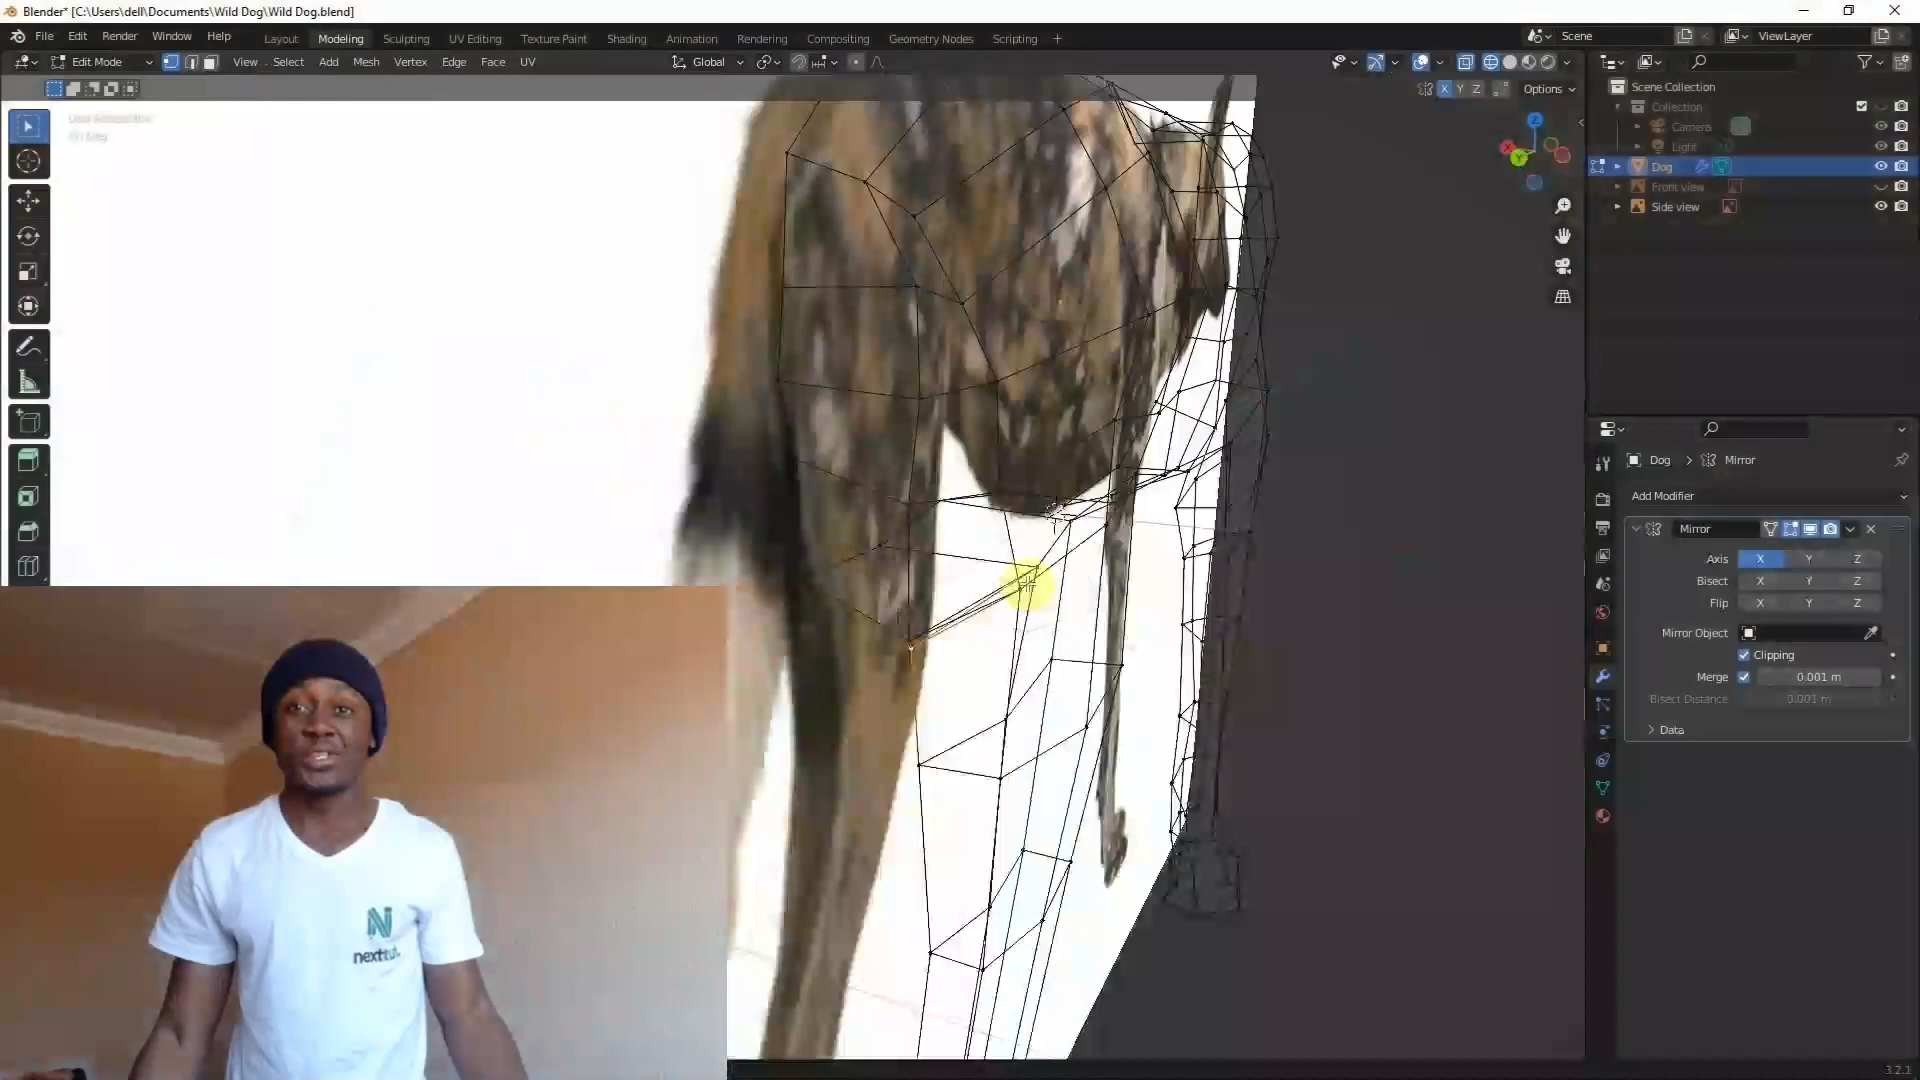 Blender* [C:\Users\dell\Documents\Wild Dog\Wild Dog.blend]
File Edit Render Window Help Layout Modeling Sculpting UV Editing Texture Paint Shading Animation Rendering Compositing Geometry Nodes Scripting + Scene ViewLayer
Edit Mode View Select Add Mesh Vertex Edge Face UV Global
X Y Z Options
Scene Collection
Collection
Camera
Light
Dog
Front view
Side view
Z
X
Y
Dog > Mirror
Add Modifier
Mirror
Axis X Y Z
Bisect X Y Z
Flip X Y Z
Mirror Object
Clipping
Merge 0.001 m
Bisect Distance 0.001 m
Data
N
3.2.1